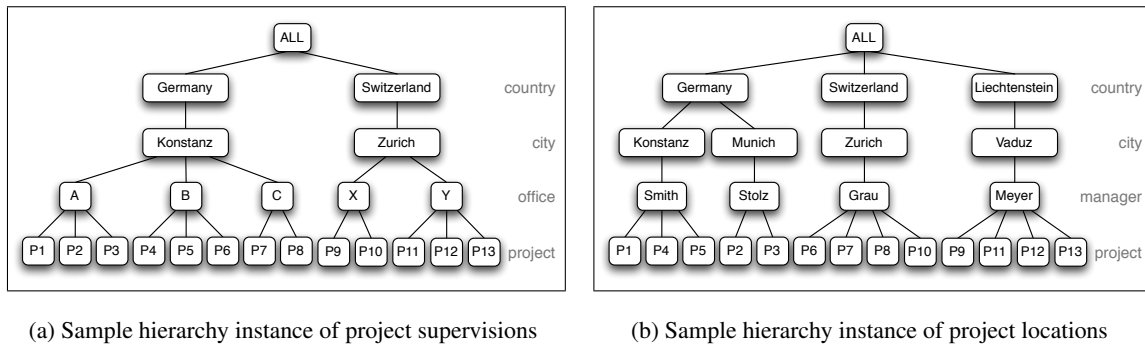 ALL
Germany Switzerland country
Konstanz Zurich city
A B C X Y office
P1 P2 P3 P4 P5 P6 P7 P8 P9 P10 P11 P12 P13 project
(a) Sample hierarchy instance of project supervisions
ALL
Germany Switzerland Liechtenstein country
Konstanz Munich Zurich Vaduz city
Smith Stolz Grau Meyer manager
P1 P4 P5 P2 P3 P6 P7 P8 P10 P9 P11 P12 P13 project
(b) Sample hierarchy instance of project locations